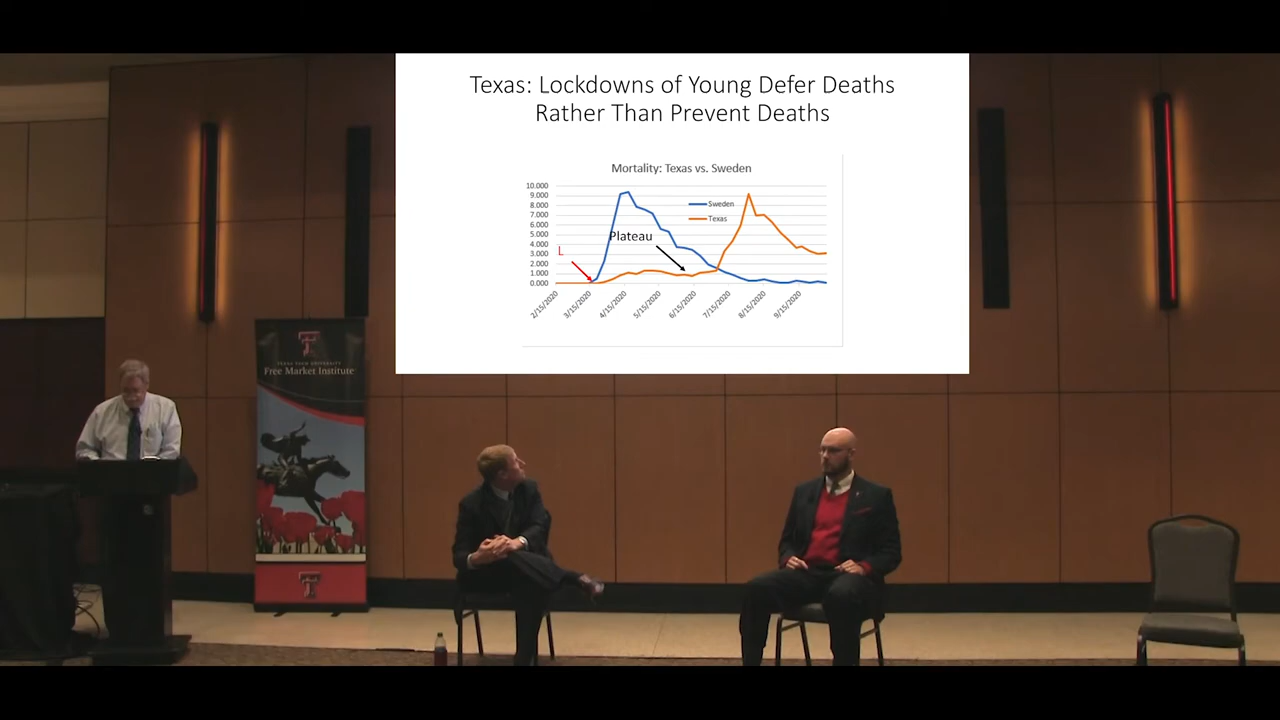 Texas: Lockdowns of Young Defer Deaths
Rather Than Prevent Deaths
Mortality: Texas vs. Sweden
10.000
9.000
8.000
7.000
6.000
5.000
4.000
3.000
2.000
1.000
0.000
Sweden
Texas
Plateau
L
2/15/2020
3/15/2020
4/15/2020
5/15/2020
6/15/2020
7/15/2020
8/15/2020
9/15/2020
TEXAS TECH UNIVERSITY
Free Market Institute